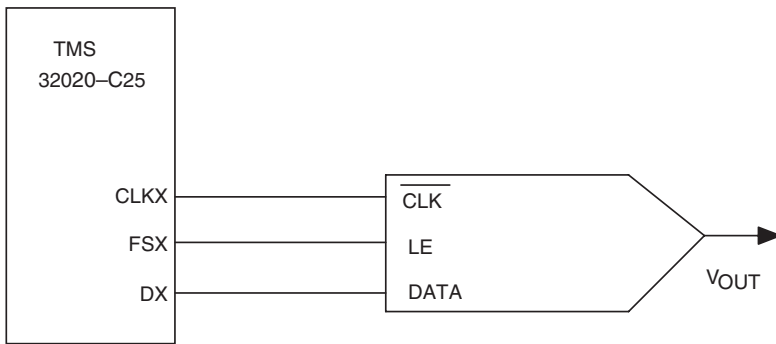 TMS
32020–C25
CLKX
CLK
FSX
LE
DX
DATA
VOUT